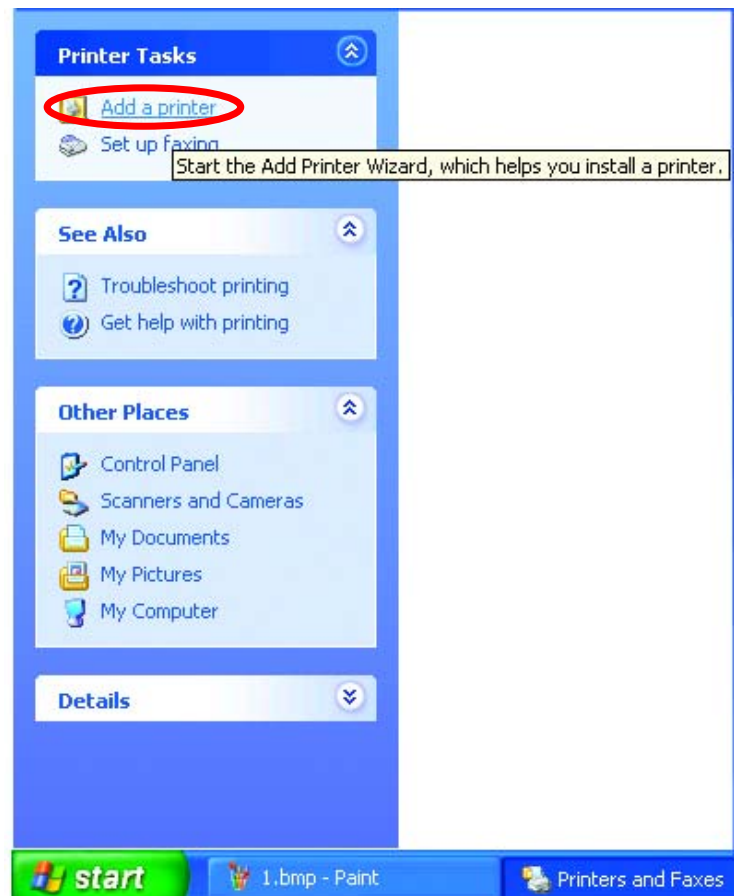 Printer Tasks
Add a printer
Set up faxing
Start the Add Printer Wizard, which helps you install a printer.
See Also
Troubleshoot printing
Get help with printing
Other Places
Control Panel
Scanners and Cameras
My Documents
My Pictures
My Computer
Details
start
1.bmp - Paint
Printers and Faxes